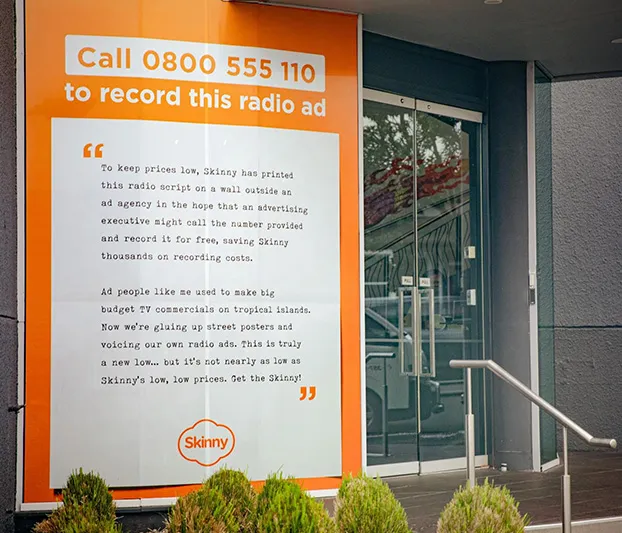 Call 0800 555 110
to record this radio ad
“
To keep prices low, Skinny has printed
this radio script on a wall outside an
ad agency in the hope that an advertising
executive might call the number provided
and record it for free, saving Skinny
thousands on recording costs.
Ad people like me used to make big
budget TV commercials on tropical islands.
Now we're gluing up street posters and
voicing our own radio ads. This is truly
a new low... but it's not nearly as low as
Skinny's low, low prices. Get the Skinny!
”
Skinny